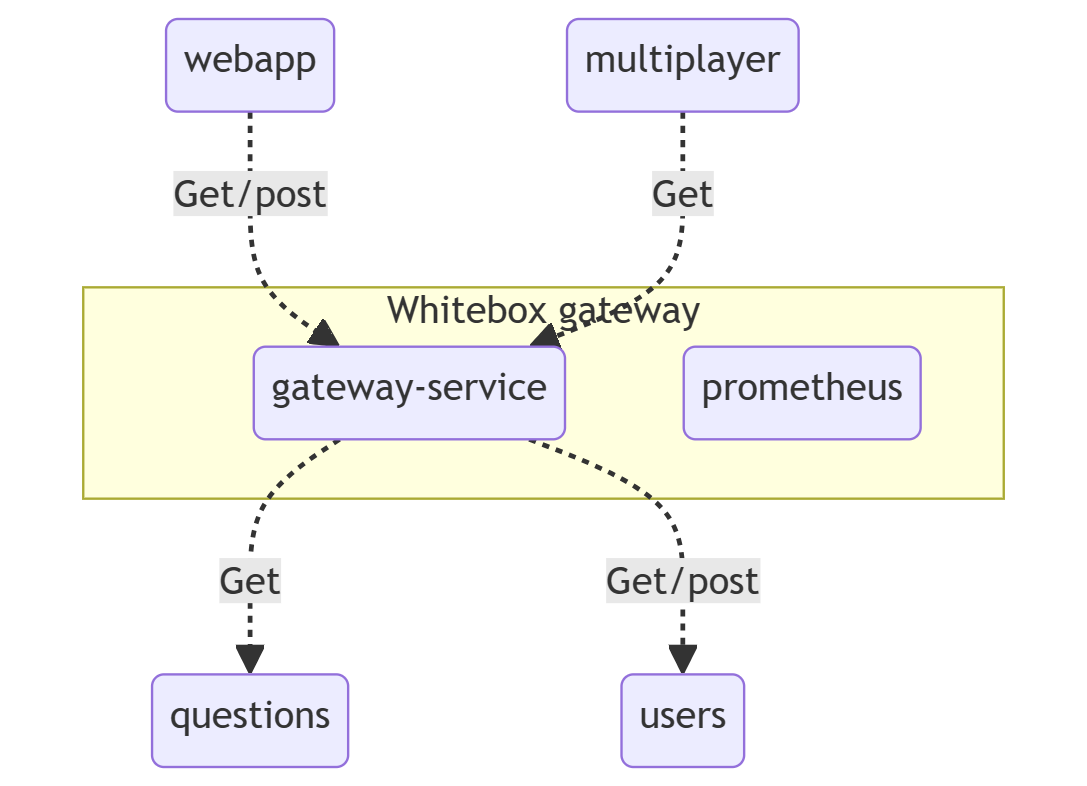 webapp
multiplayer
Get/post
Get
Whitebox gateway
gateway-service
prometheus
Get
Get/post
questions
users